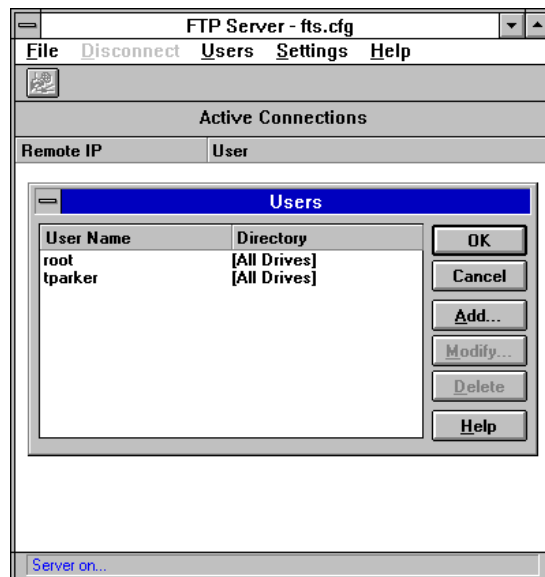 FTP Server - fts.cfg
File Disconnect Users Settings Help
Active Connections
Remote IP User
Users
User Name Directory
root [All Drives]
tparker [All Drives]
OK
Cancel
Add...
Modify...
Delete
Help
Server on...